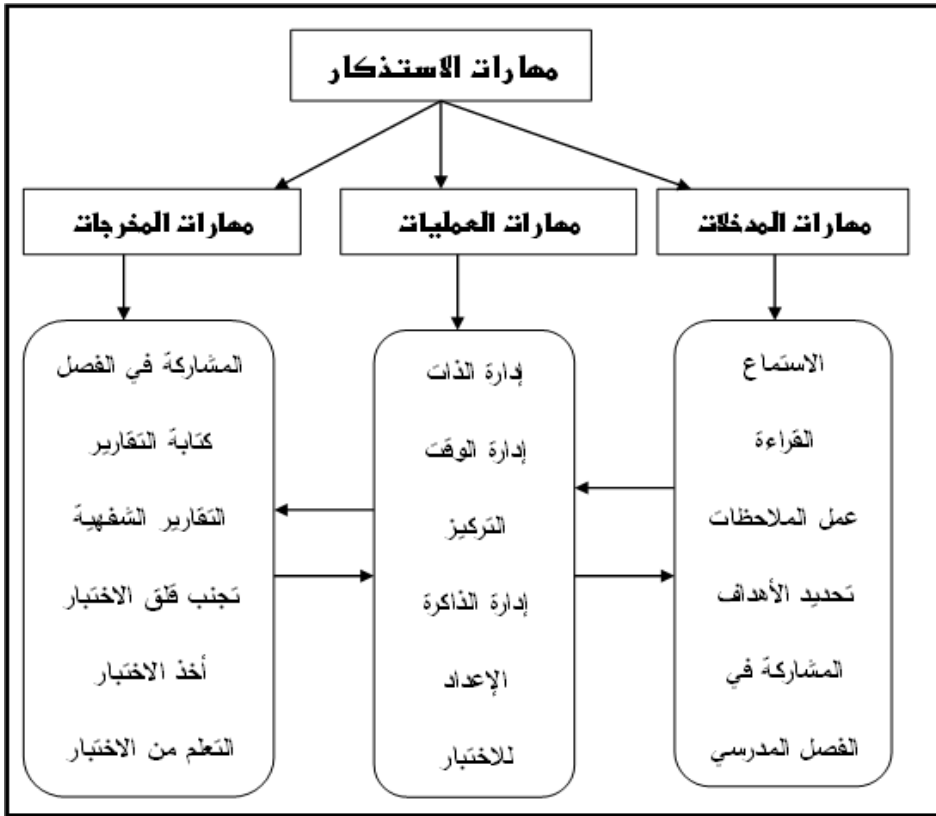 مهارات الاستذكار
مهارات المدخلات
مهارات العمليات
مهارات المخرجات
الاستماع
القراءة
عمل الملاحظات
تحديد الأهداف
المشاركة في
الفصل المدرسي
إدارة الذات
إدارة الوقت
التركيز
إدارة الذاكرة
الإعداد
للاختبار
المشاركة في الفصل
كتابة التقارير
التقارير الشفهية
تجنب قلق الاختبار
أخذ الاختبار
التعلم من الاختبار